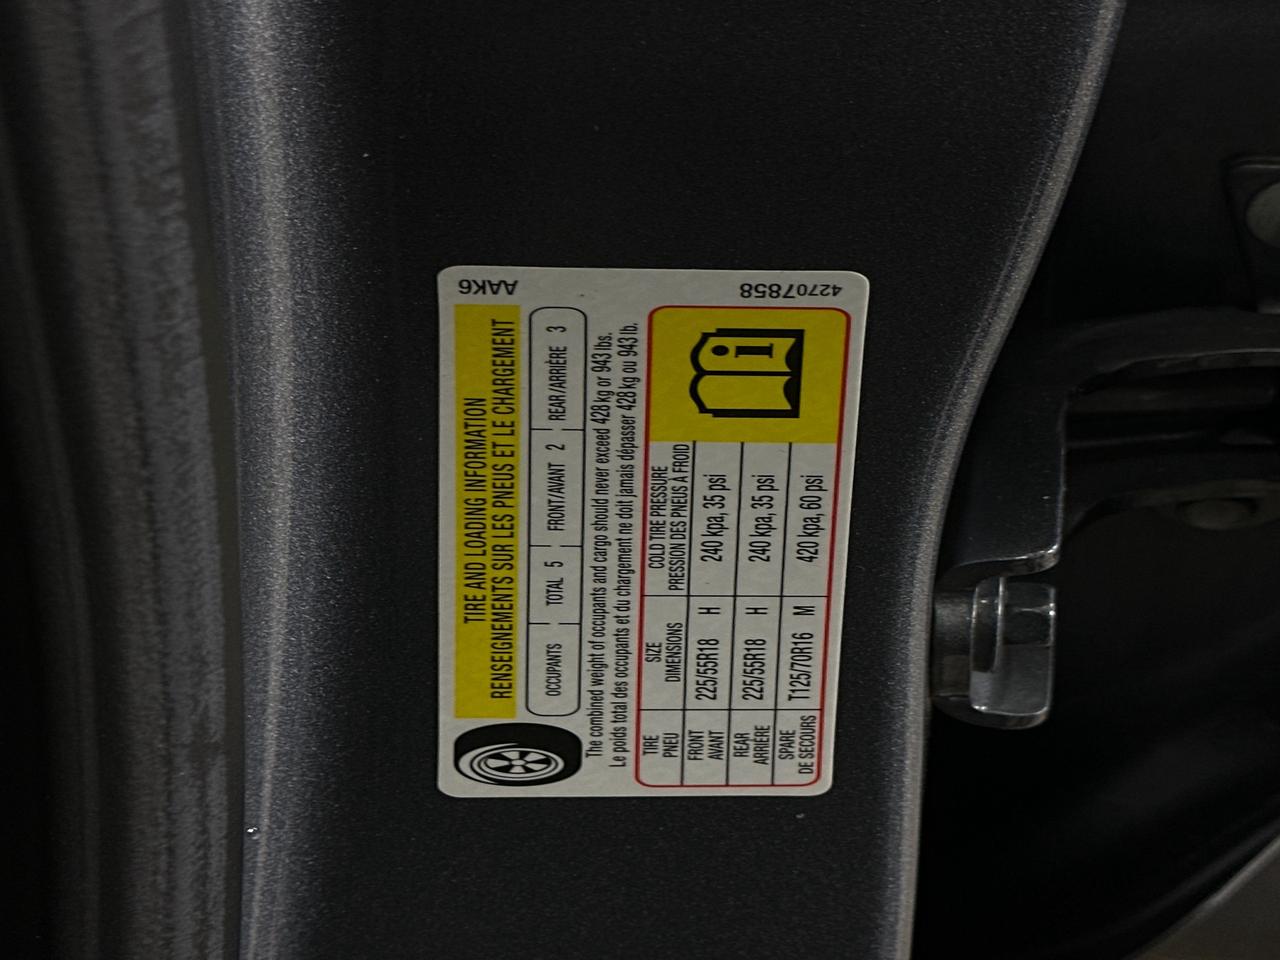 TIRE AND LOADING INFORMATION
RENSEIGNEMENTS SUR LES PNEUS ET LE CHARGEMENT
AAK6
OCCUPANTS TOTAL 5 FRONT/AVANT 2 REAR/ARRIÈRE 3
The combined weight of occupants and cargo should never exceed 428 kg or 943 lbs.
Le poids total des occupants et du chargement ne doit jamais dépasser 428 kg ou 943 lb.
TIRE SIZE COLD TIRE PRESSURE
PNEU DIMENSIONS PRESSION DES PNEUS À FROID
FRONT
AVANT 225/55R18 H 240 kpa, 35 psi
REAR
ARRIÈRE 225/55R18 H 240 kpa, 35 psi
SPARE
DE SECOURS T125/70R16 M 420 kpa, 60 psi
i
42707858